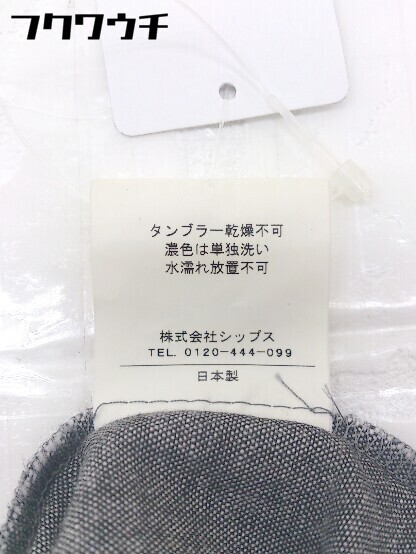 フクワウチ
タンブラー乾燥不可
濃色は単独洗い
水濡れ放置不可
株式会社シップス
TEL. 0120-444-099
日本製